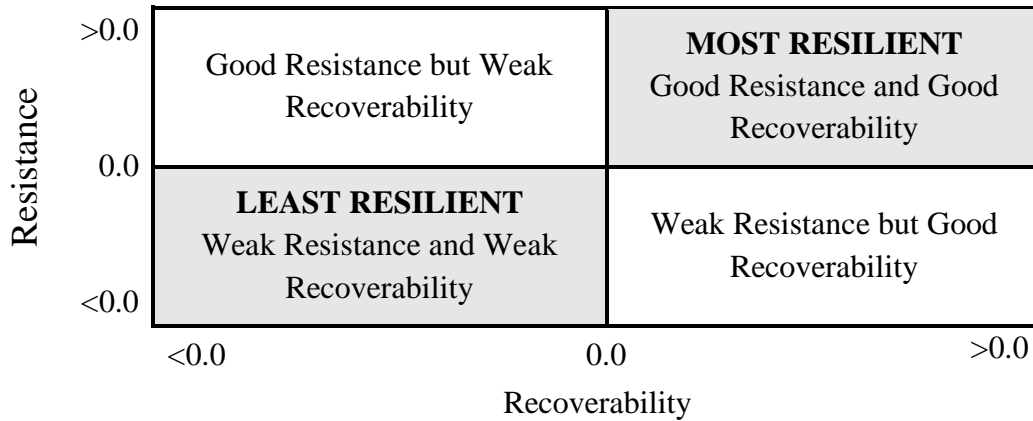 >0.0
Good Resistance but Weak
Recoverability
MOST RESILIENT
Good Resistance and Good
Recoverability
Resistance
0.0
LEAST RESILIENT
Weak Resistance and Weak
Recoverability
Weak Resistance but Good
Recoverability
<0.0
<0.0
0.0
>0.0
Recoverability